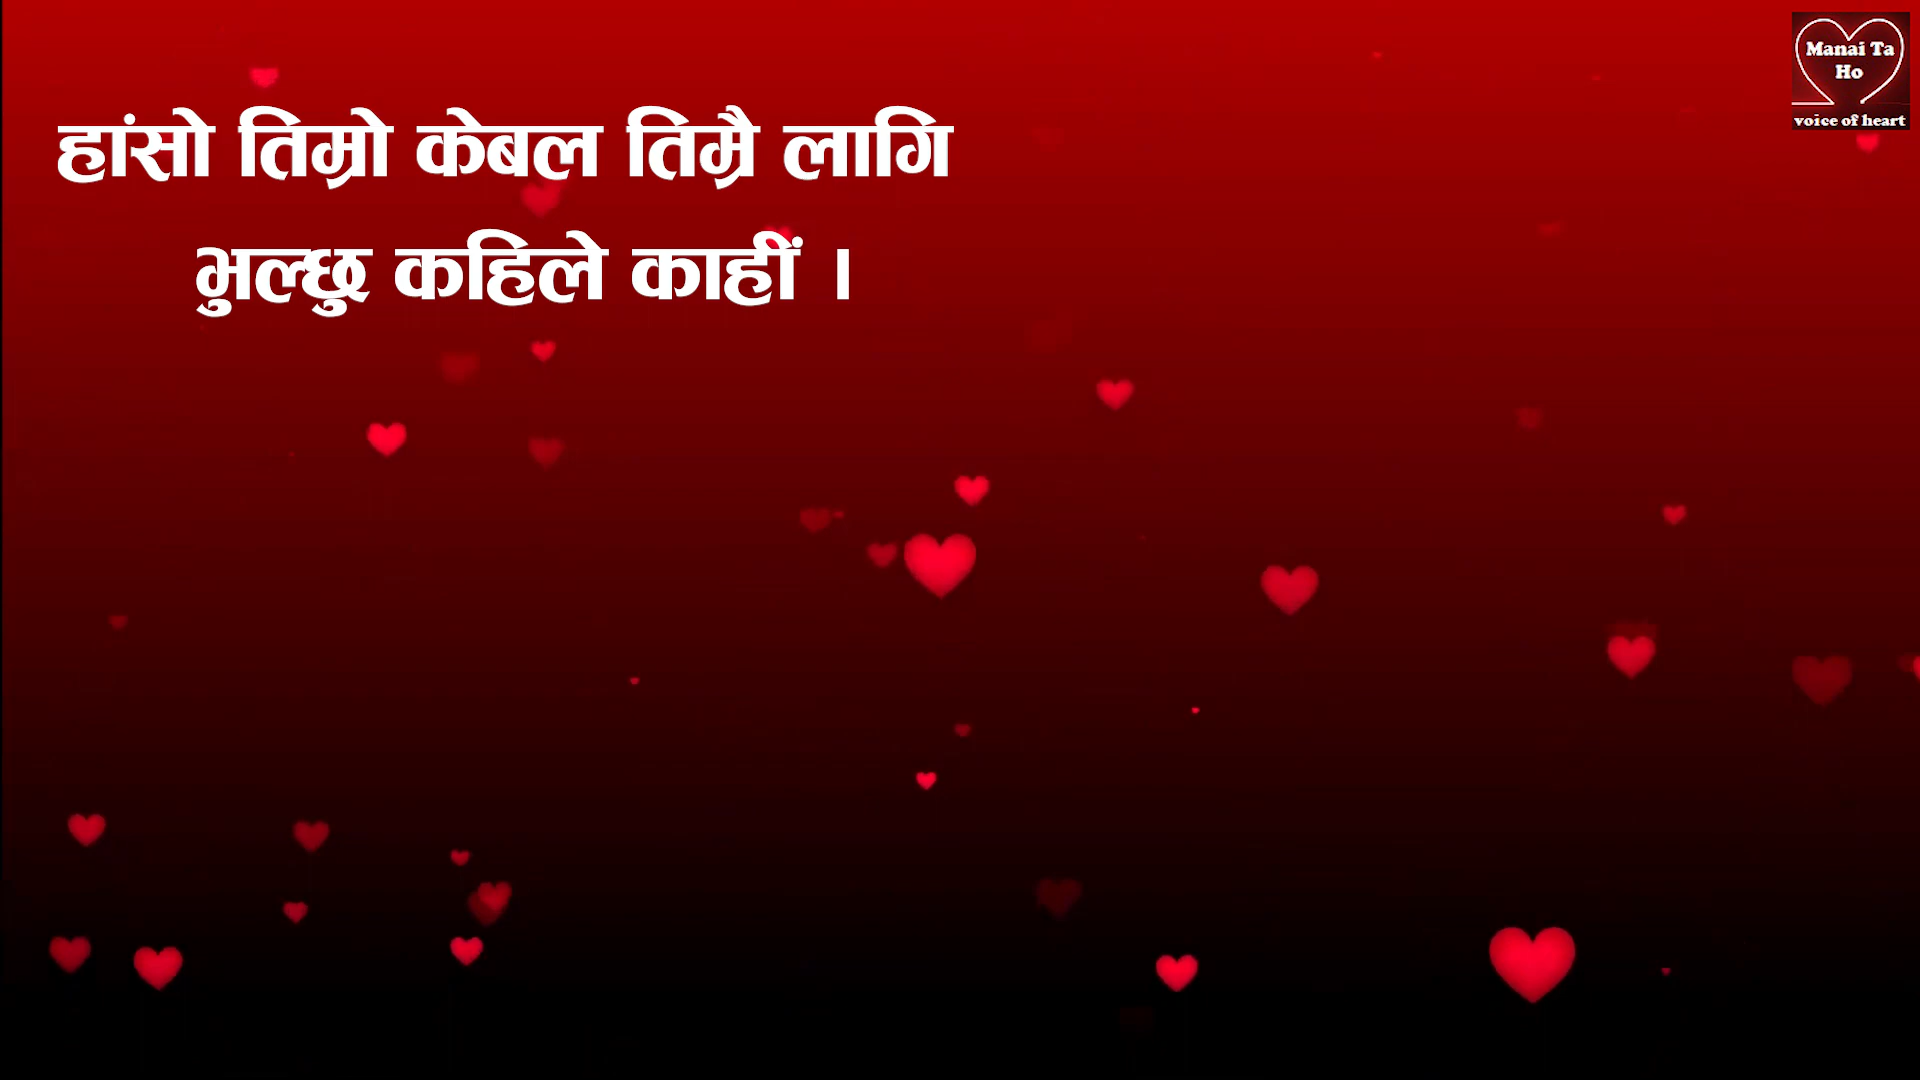 हांसो तिम्रो केबल तिम्रै लागि
भुल्छु कहिले काहीं ।
Manai Ta
Ho
voice of heart